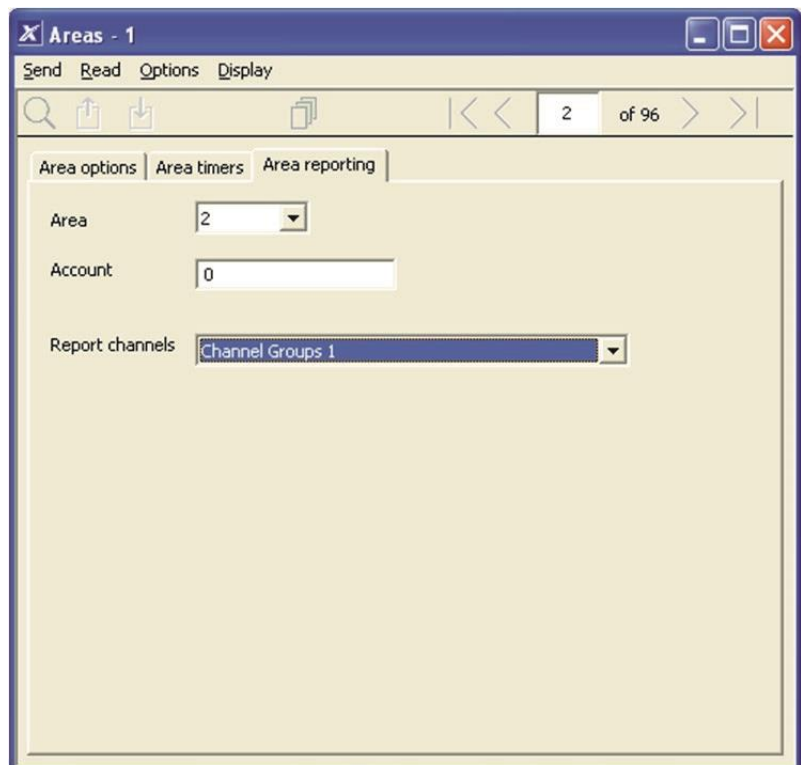 Areas - 1
Send Read Options Display
2 of 96
Area options Area timers Area reporting
Area 2
Account 0
Report channels Channel Groups 1